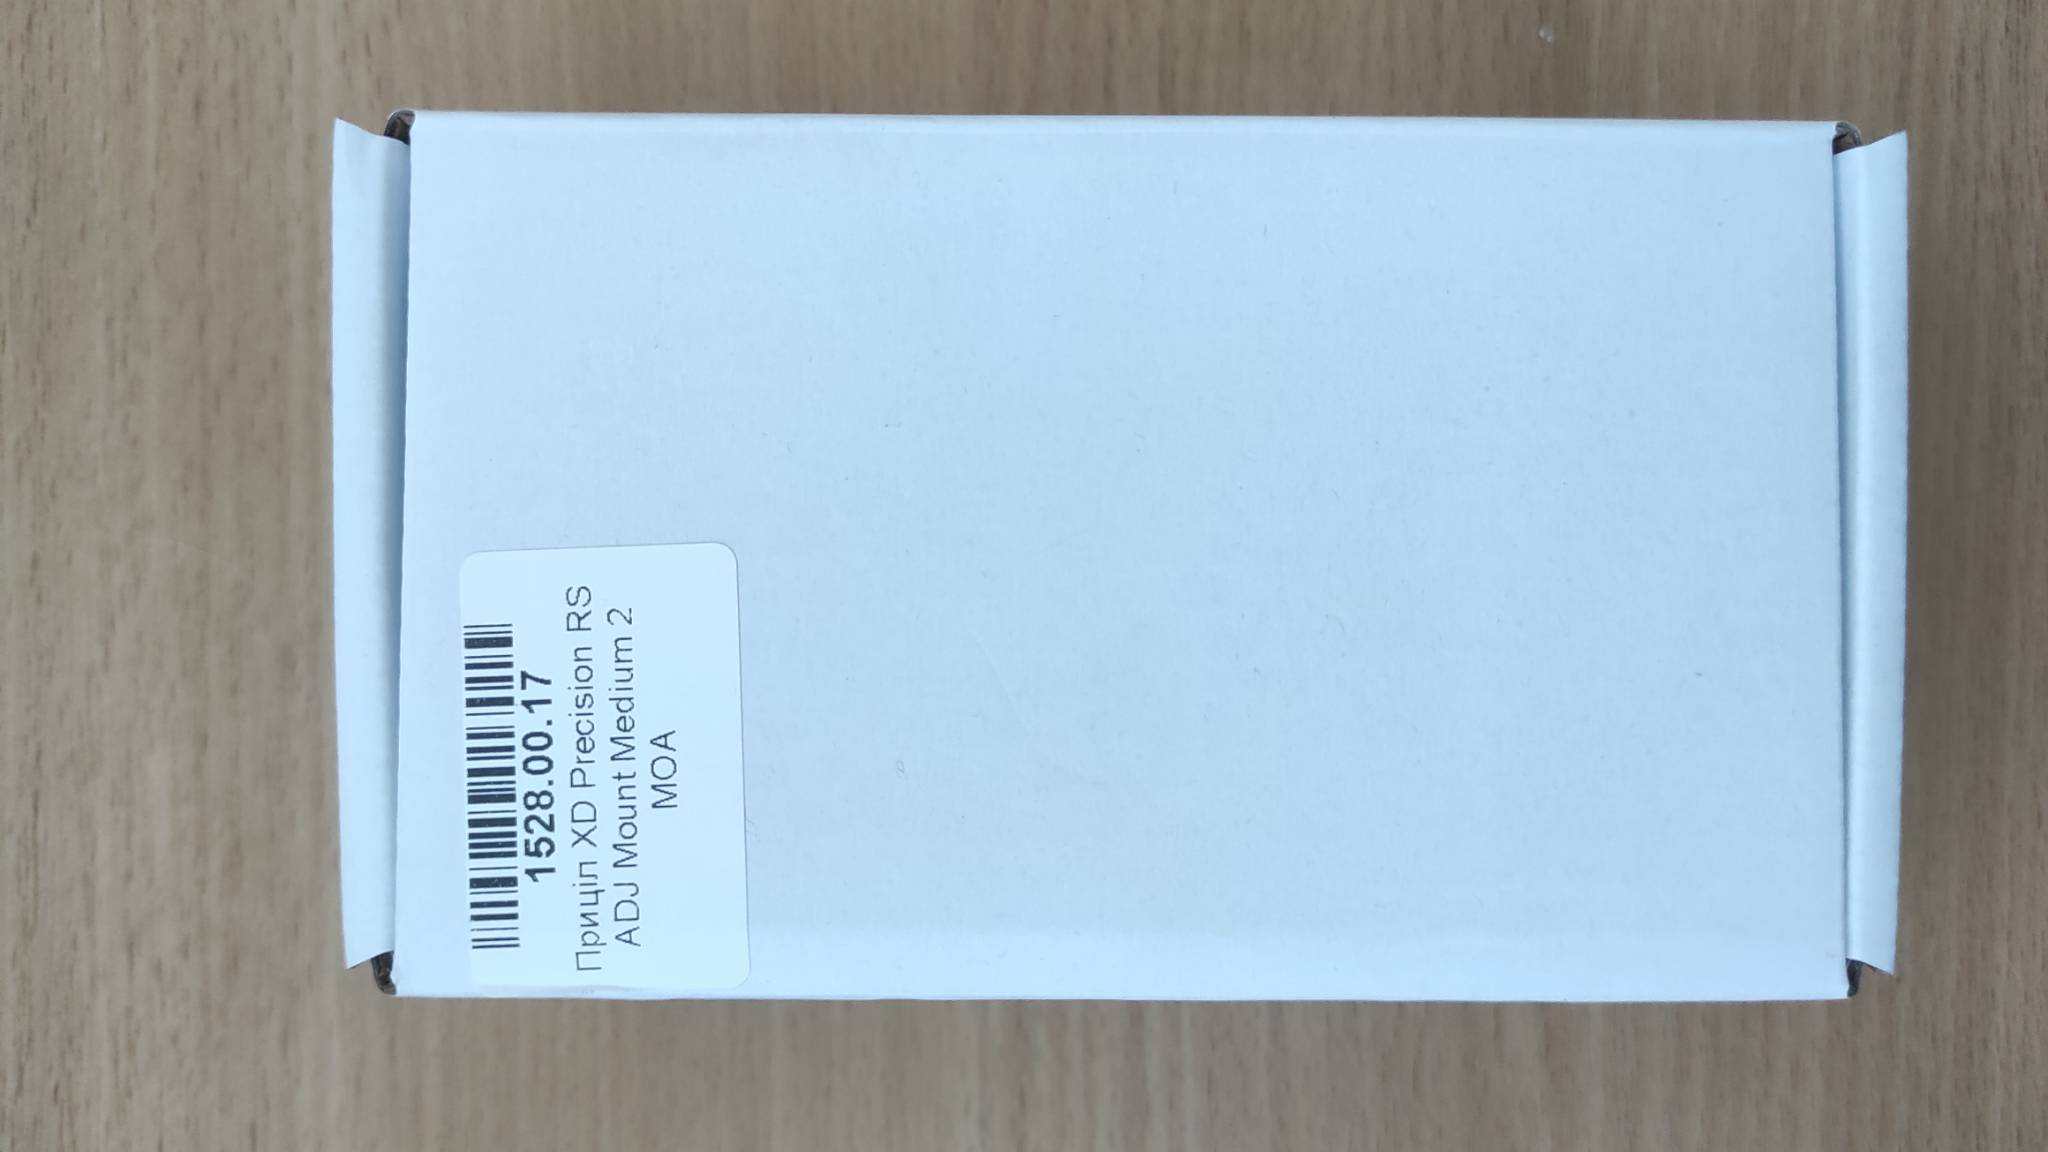 1528.00.17
Приціл XD Precision RS
ADJ Mount Medium 2
MOA